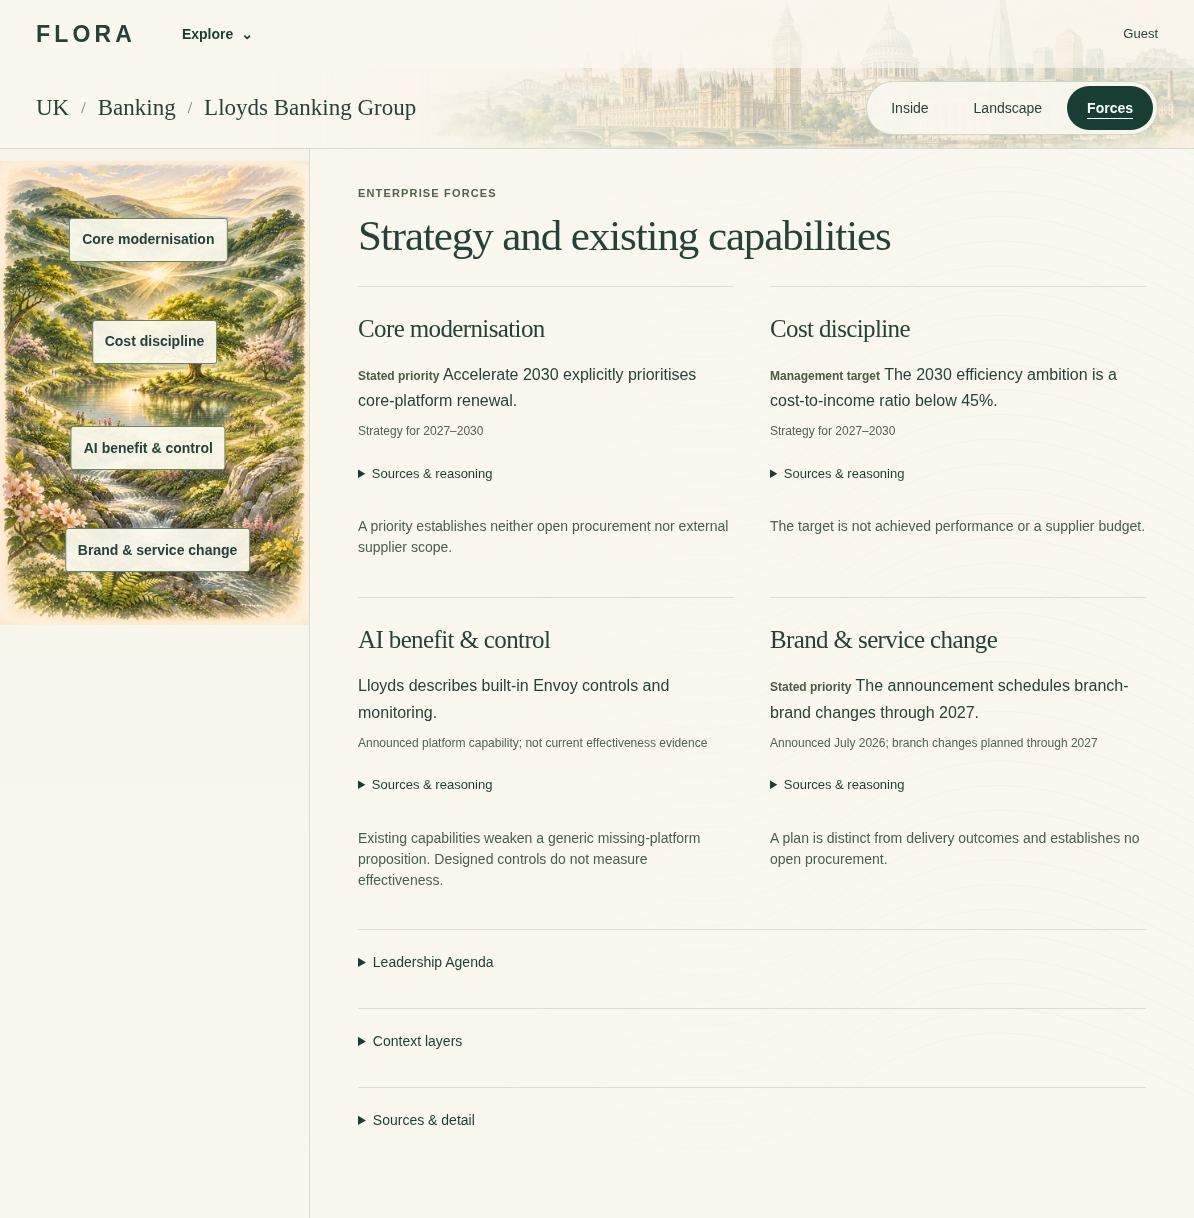 FLORA
Explore
Guest
UK / Banking / Lloyds Banking Group
Inside
Landscape
Forces
Core modernisation
Cost discipline
AI benefit & control
Brand & service change
ENTERPRISE FORCES
Strategy and existing capabilities
Core modernisation
Stated priority Accelerate 2030 explicitly prioritises
core-platform renewal.
Strategy for 2027–2030
Sources & reasoning
A priority establishes neither open procurement nor external
supplier scope.
Cost discipline
Management target The 2030 efficiency ambition is a
cost-to-income ratio below 45%.
Strategy for 2027–2030
Sources & reasoning
The target is not achieved performance or a supplier budget.
AI benefit & control
Lloyds describes built-in Envoy controls and
monitoring.
Announced platform capability; not current effectiveness evidence
Sources & reasoning
Existing capabilities weaken a generic missing-platform
proposition. Designed controls do not measure
effectiveness.
Brand & service change
Stated priority The announcement schedules branch-
brand changes through 2027.
Announced July 2026; branch changes planned through 2027
Sources & reasoning
A plan is distinct from delivery outcomes and establishes no
open procurement.
Leadership Agenda
Context layers
Sources & detail